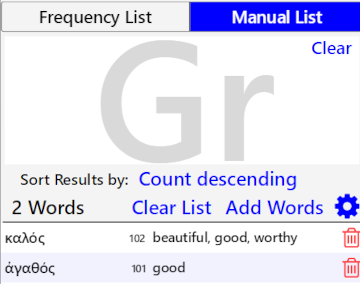 Frequency List Manual List
Clear
Gr
Sort Results by: Count descending
2 Words Clear List Add Words
καλός 102 beautiful, good, worthy
ἀγαθός 101 good